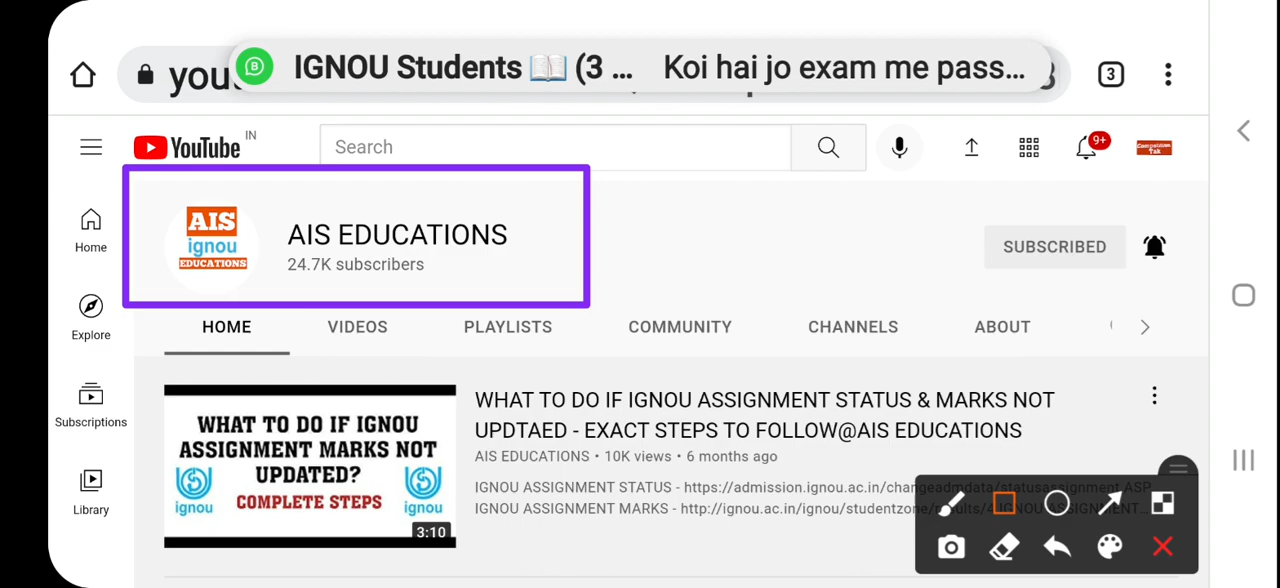 IGNOU Students 📖 (3 ... Koi hai jo exam me pass...
3
YouTube IN
Search
9+
Home
Explore
Subscriptions
Library
AIS
ignou
EDUCATIONS
AIS EDUCATIONS
24.7K subscribers
SUBSCRIBED
HOME VIDEOS PLAYLISTS COMMUNITY CHANNELS ABOUT
WHAT TO DO IF IGNOU
ASSIGNMENT MARKS NOT
UPDATED?
COMPLETE STEPS
ignou
ignou
3:10
WHAT TO DO IF IGNOU ASSIGNMENT STATUS & MARKS NOT
UPDTAED - EXACT STEPS TO FOLLOW@AIS EDUCATIONS
AIS EDUCATIONS • 10K views • 6 months ago
IGNOU ASSIGNMENT STATUS - https://admission.ignou.ac.in/changeadmdata/statusassignment.ASP
IGNOU ASSIGNMENT MARKS - http://ignou.ac.in/ignou/studentzone/results/4